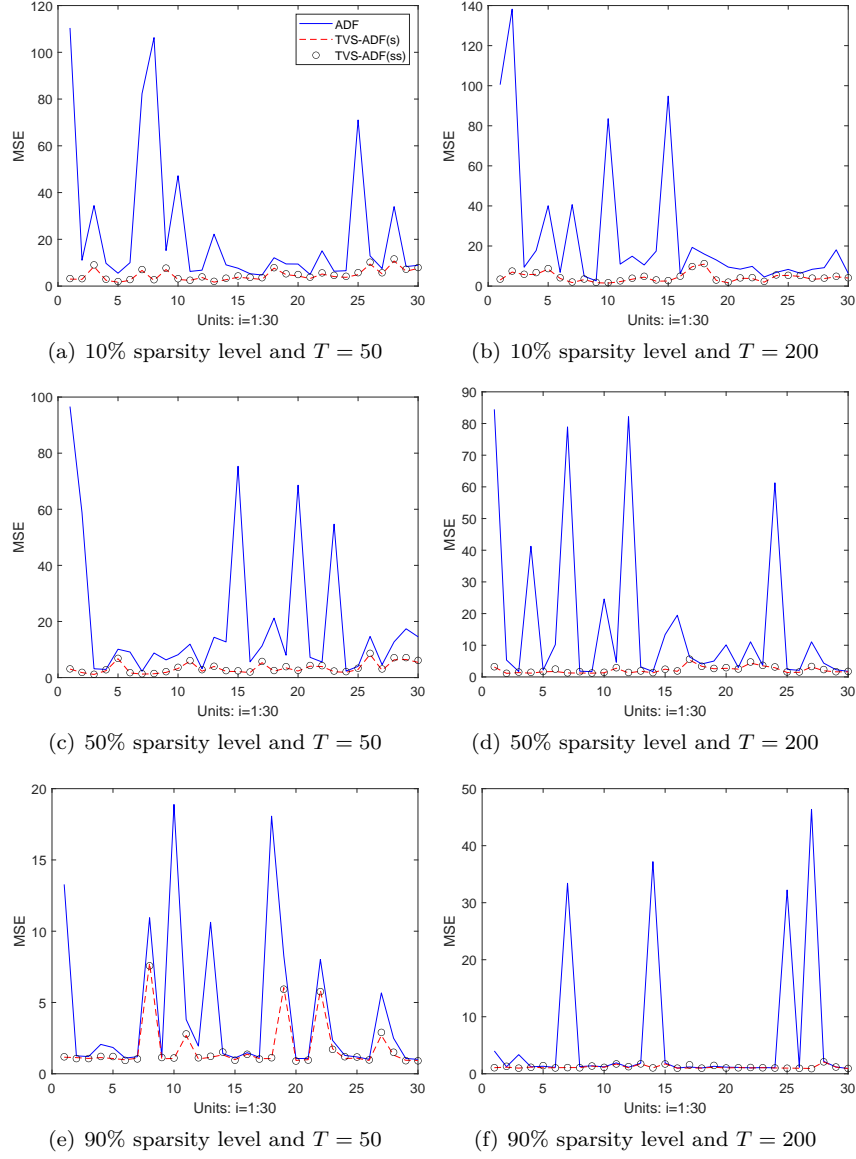 120
100
80
60
40
20
0
0 5 10 15 20 25 30
MSE
Units: i=1:30
ADF
TVS-ADF(s)
TVS-ADF(ss)
(a) 10% sparsity level and T = 50
140
120
100
80
60
40
20
0
0 5 10 15 20 25 30
MSE
Units: i=1:30
(b) 10% sparsity level and T = 200
100
80
60
40
20
0
0 5 10 15 20 25 30
MSE
Units: i=1:30
(c) 50% sparsity level and T = 50
90
80
70
60
50
40
30
20
10
0
0 5 10 15 20 25 30
MSE
Units: i=1:30
(d) 50% sparsity level and T = 200
20
15
10
5
0
0 5 10 15 20 25 30
MSE
Units: i=1:30
(e) 90% sparsity level and T = 50
50
40
30
20
10
0
0 5 10 15 20 25 30
MSE
Units: i=1:30
(f) 90% sparsity level and T = 200